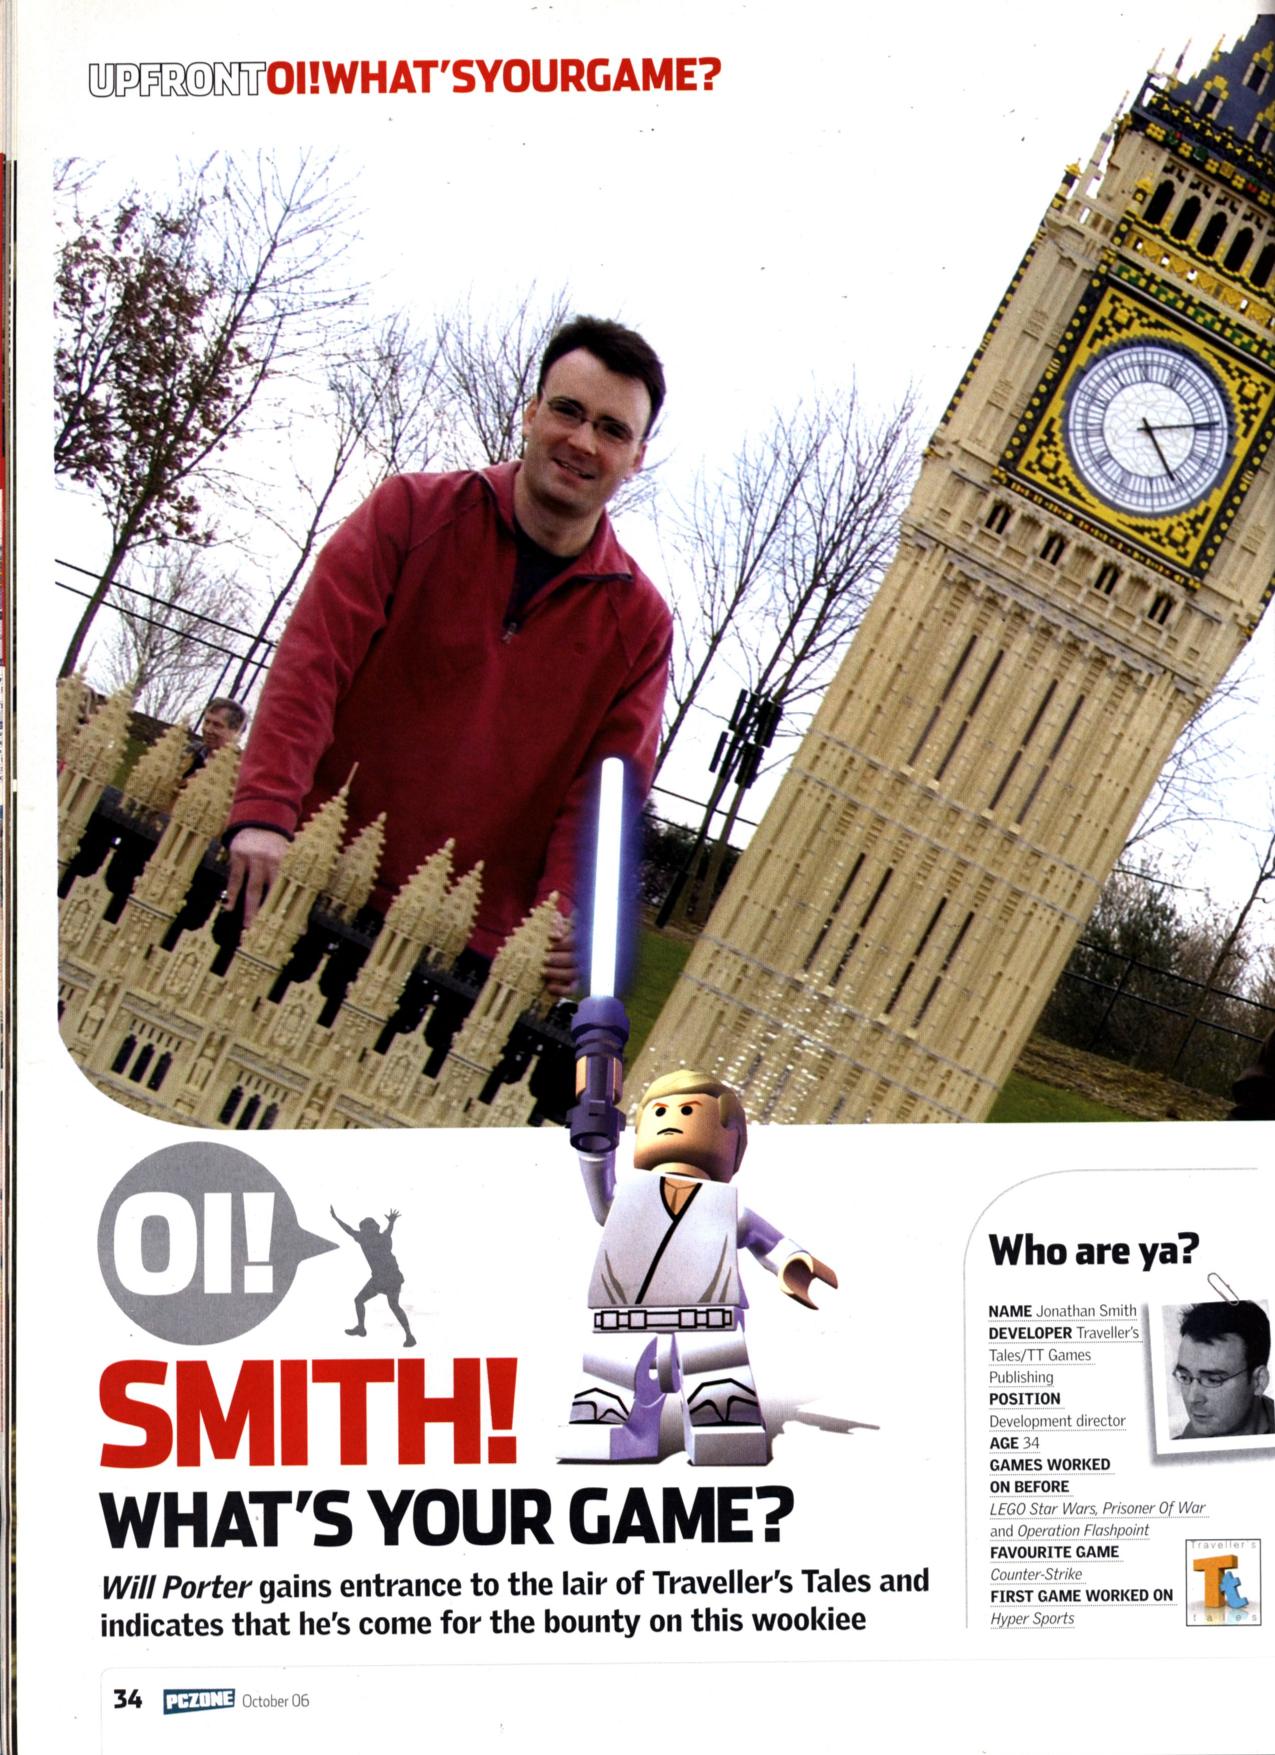 UPFRONTOI!WHAT'SYOURGAME?
OI!
SMITH!
WHAT'S YOUR GAME?
Will Porter gains entrance to the lair of Traveller's Tales and
indicates that he's come for the bounty on this wookiee
Who are ya?
NAME Jonathan Smith
DEVELOPER Traveller's
Tales/TT Games
Publishing
POSITION
Development director
AGE 34
GAMES WORKED
ON BEFORE
LEGO Star Wars, Prisoner Of War
and Operation Flashpoint
FAVOURITE GAME
Counter-Strike
FIRST GAME WORKED ON
Hyper Sports
Traveller's
Tt
tales
34 PCZONE October 06